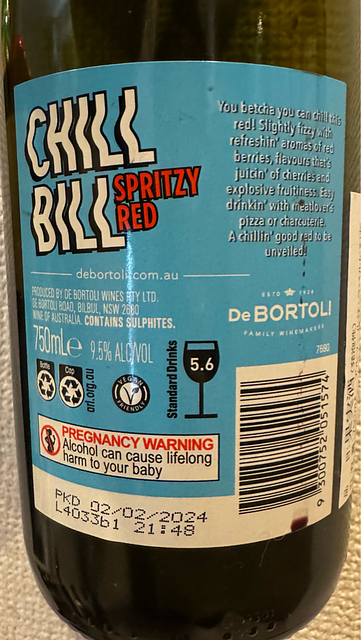 CHILL
BILL
SPRITZY
RED
You betcha you can chill this
red! Slightly fizzy with
refreshin' aromas of red
berries, flavours that's
juicin' of cherries and
explosive fruitiness. Easy
drinkin' with meatlover's
pizza or charcuterie.
A chillin' good red to be
unveiled!
debortoli.com.au
PRODUCED BY DE BORTOLI WINES PTY LTD.
DE BORTOLI ROAD, BILBUL, NSW 2680
WINE OF AUSTRALIA. CONTAINS SULPHITES.
750mL e 9.5% ALC/VOL
ESTD 1928
De BORTOLI
FAMILY WINEMAKERS
7690
Bottle
Cap
arl.org.au
VEGAN
FRIENDLY
Standard Drinks
5.6
PREGNANCY WARNING
Alcohol can cause lifelong
harm to your baby
9 300752 051574
PKD 02/02/2024
L4033b1 21:48